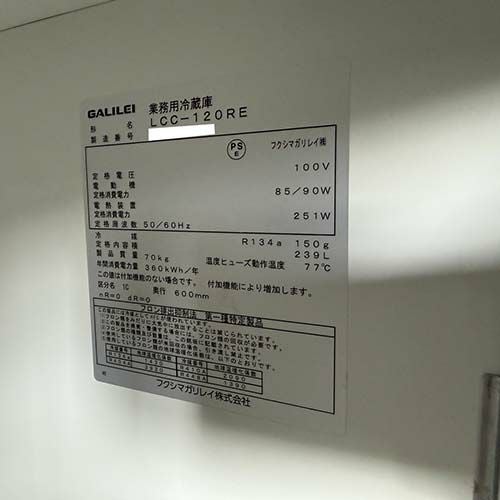 GALILEI 業務用冷蔵庫
形名 LCC-120RE
製造番号
PS E フクシマガリレイ㈱
定格電圧 100V
電動機
定格消費電力 85/90W
電熱装置
定格消費電力 251W
定格周波数 50/60Hz
冷媒 R134a 150g
定格内容積 239L
製品質量 70kg 温度ヒューズ動作温度 77℃
年間消費電力量 360kWh/年
この値は付加機能のない場合です。付加機能により増加します。
区分名 1C 奥行 600mm
nR=0 dR=0
フロン排出抑制法 第一種特定製品
フクシマガリレイ株式会社